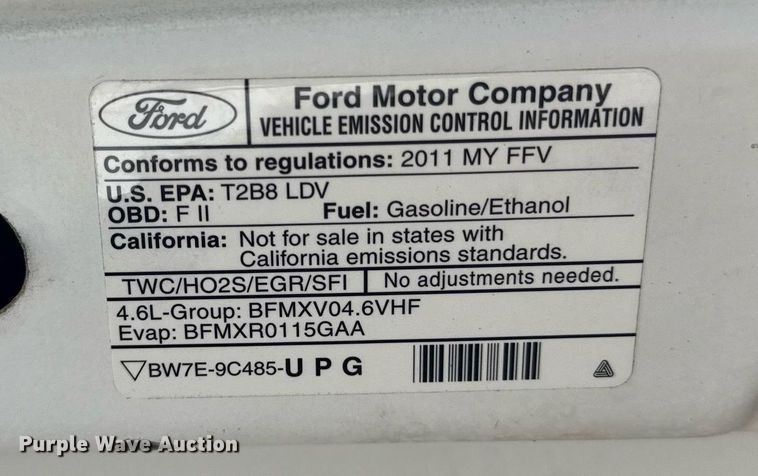 Ford
Ford Motor Company
VEHICLE EMISSION CONTROL INFORMATION
Conforms to regulations: 2011 MY FFV
U.S. EPA: T2B8 LDV
OBD: F II Fuel: Gasoline/Ethanol
California: Not for sale in states with
California emissions standards.
TWC/HO2S/EGR/SFI No adjustments needed.
4.6L-Group: BFMXV04.6VHF
Evap: BFMXR0115GAA
BW7E-9C485-U P G
Purple Wave Auction